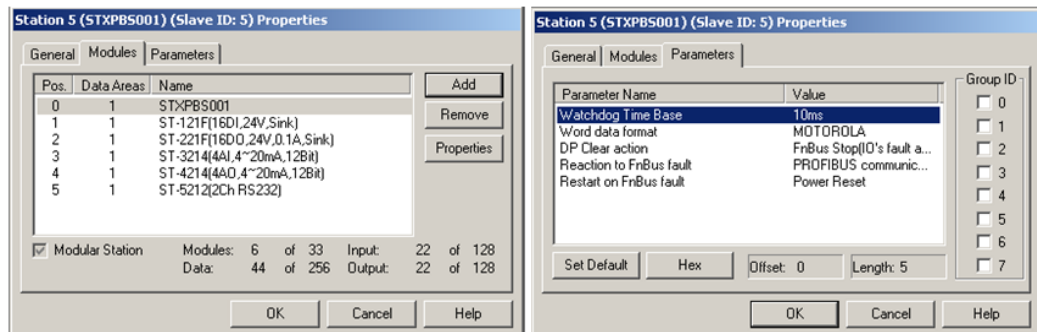 Station 5 (STXPBS001) (Slave ID: 5) Properties
General Modules Parameters
Pos. Data Areas Name
0 1 STXPBS001
1 1 ST-121F(16DI,24V,Sink)
2 1 ST-221F(16DO,24V,0.1A,Sink)
3 1 ST-3214(4AI,4~20mA,12Bit)
4 1 ST-4214(4AO,4~20mA,12Bit)
5 1 ST-5212(2Ch RS232)
Add
Remove
Properties
Modular Station Modules: 6 of 33 Input: 22 of 128
Data: 44 of 256 Output: 22 of 128
OK Cancel Help
Station 5 (STXPBS001) (Slave ID: 5) Properties
General Modules Parameters
Parameter Name Value
Watchdog Time Base 10ms
Word data format MOTOROLA
DP Clear action FnBus Stop(IO's fault a...
Reaction to FnBus fault PROFIBUS communic...
Restart on FnBus fault Power Reset
Group ID
0
1
2
3
4
5
6
7
Set Default Hex Offset: 0 Length: 5
OK Cancel Help